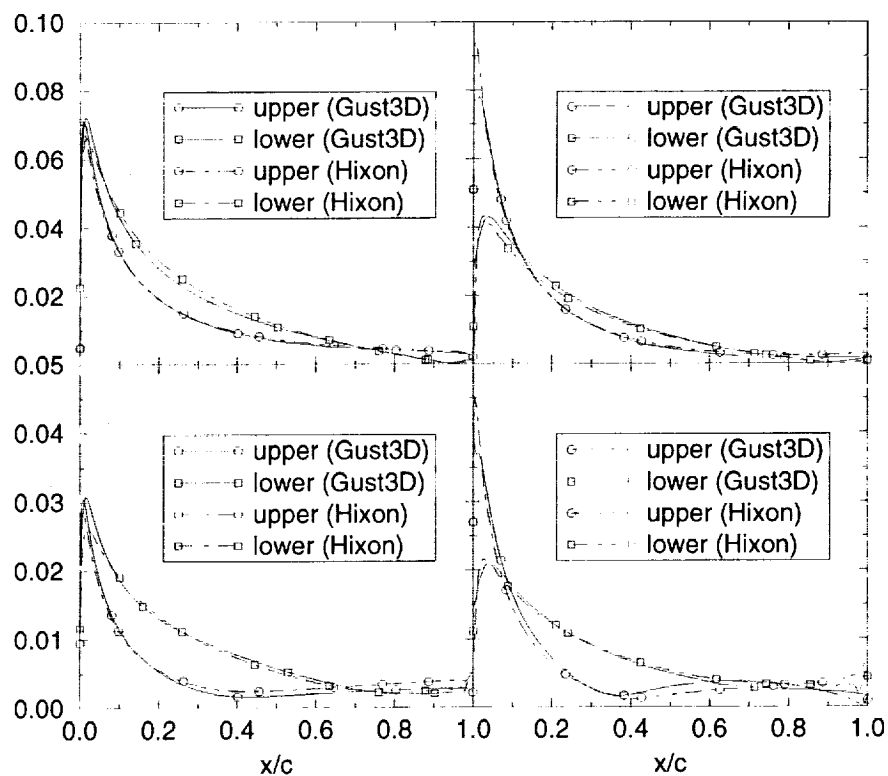 0.10
0.08
0.06
0.04
0.02
0.05
upper (Gust3D)
lower (Gust3D)
upper (Hixon)
lower (Hixon)
upper (Gust3D)
lower (Gust3D)
upper (Hixon)
lower (Hixon)
0.04
0.03
0.02
0.01
0.00
upper (Gust3D)
lower (Gust3D)
upper (Hixon)
lower (Hixon)
upper (Gust3D)
lower (Gust3D)
upper (Hixon)
lower (Hixon)
0.0 0.2 0.4 0.6 0.8 1.0 0.2 0.4 0.6 0.8 1.0
x/c x/c